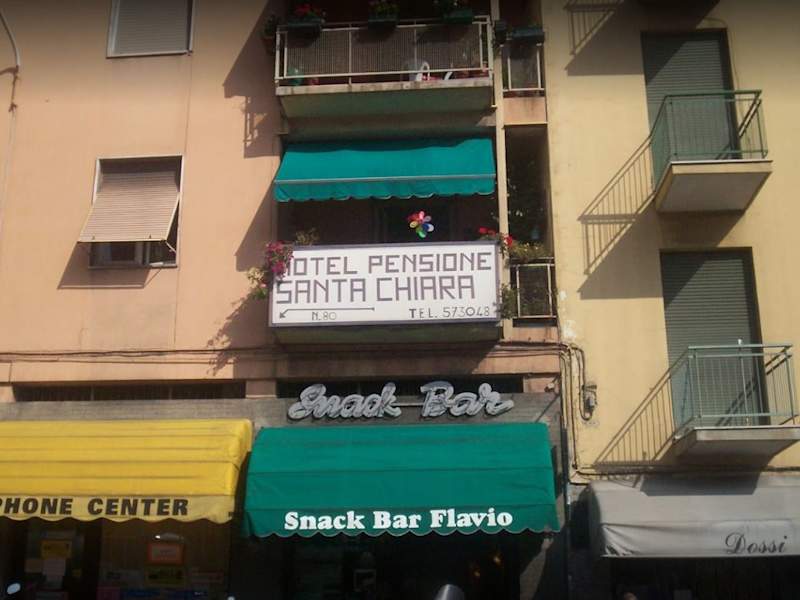 HOTEL PENSIONE
SANTA CHIARA
N.80 TEL. 573048
Snack Bar
PHONE CENTER
Snack Bar Flavio
Dossi